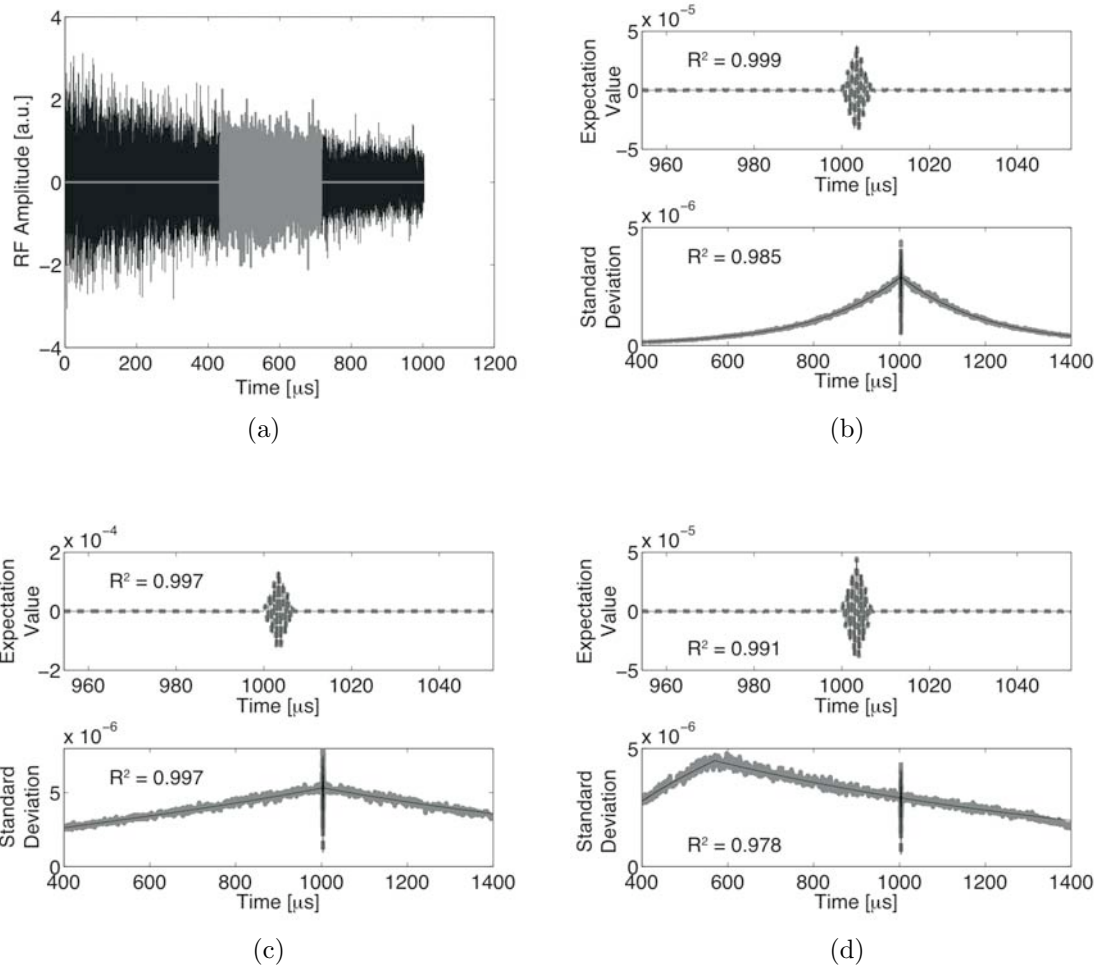 4
2
0
−2
−4
RF Amplitude [a.u.]
0 200 400 600 800 1000 1200
Time [μs]
(a)
x 10⁻⁵
5
0
−5
Expectation
Value
R² = 0.999
960 980 1000 1020 1040
Time [μs]
x 10⁻⁶
5
0
Standard
Deviation
R² = 0.985
400 600 800 1000 1200 1400
Time [μs]
(b)
x 10⁻⁴
2
0
−2
Expectation
Value
R² = 0.997
960 980 1000 1020 1040
Time [μs]
x 10⁻⁶
5
0
Standard
Deviation
R² = 0.997
400 600 800 1000 1200 1400
Time [μs]
(c)
x 10⁻⁵
5
0
−5
Expectation
Value
R² = 0.991
960 980 1000 1020 1040
Time [μs]
x 10⁻⁶
5
0
Standard
Deviation
R² = 0.978
400 600 800 1000 1200 1400
Time [μs]
(d)